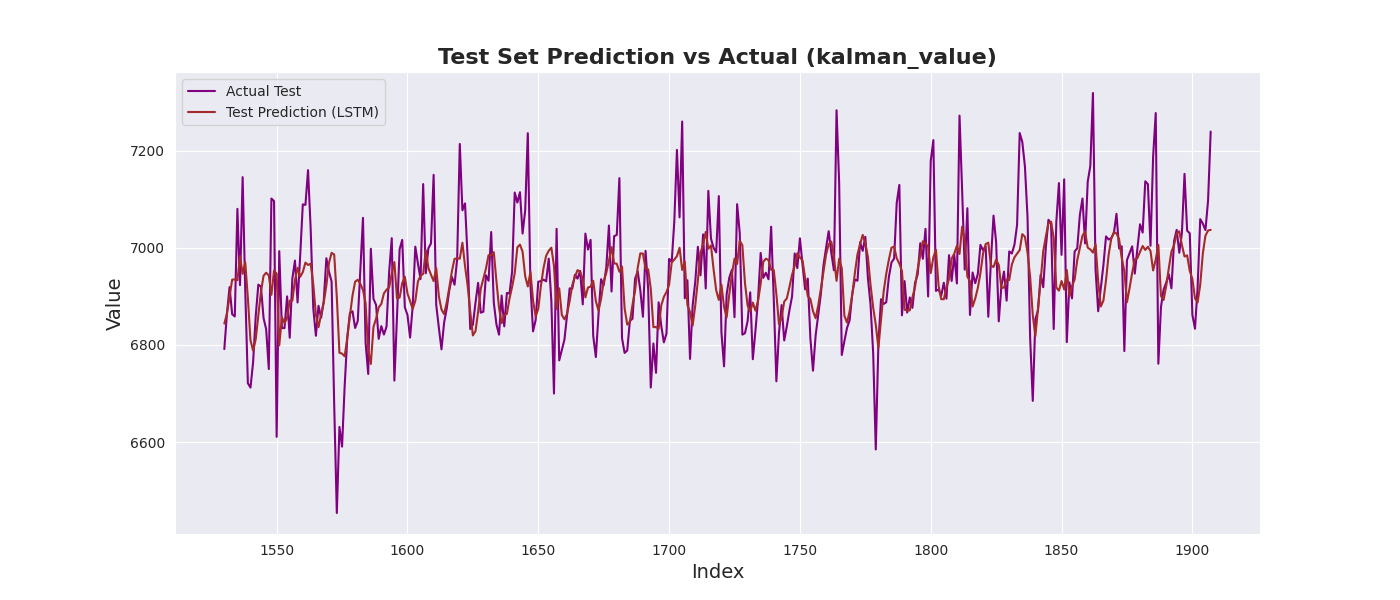 Test Set Prediction vs Actual (kalman_value)
Actual Test
Test Prediction (LSTM)
Value
7200
7000
6800
6600
1550 1600 1650 1700 1750 1800 1850 1900
Index